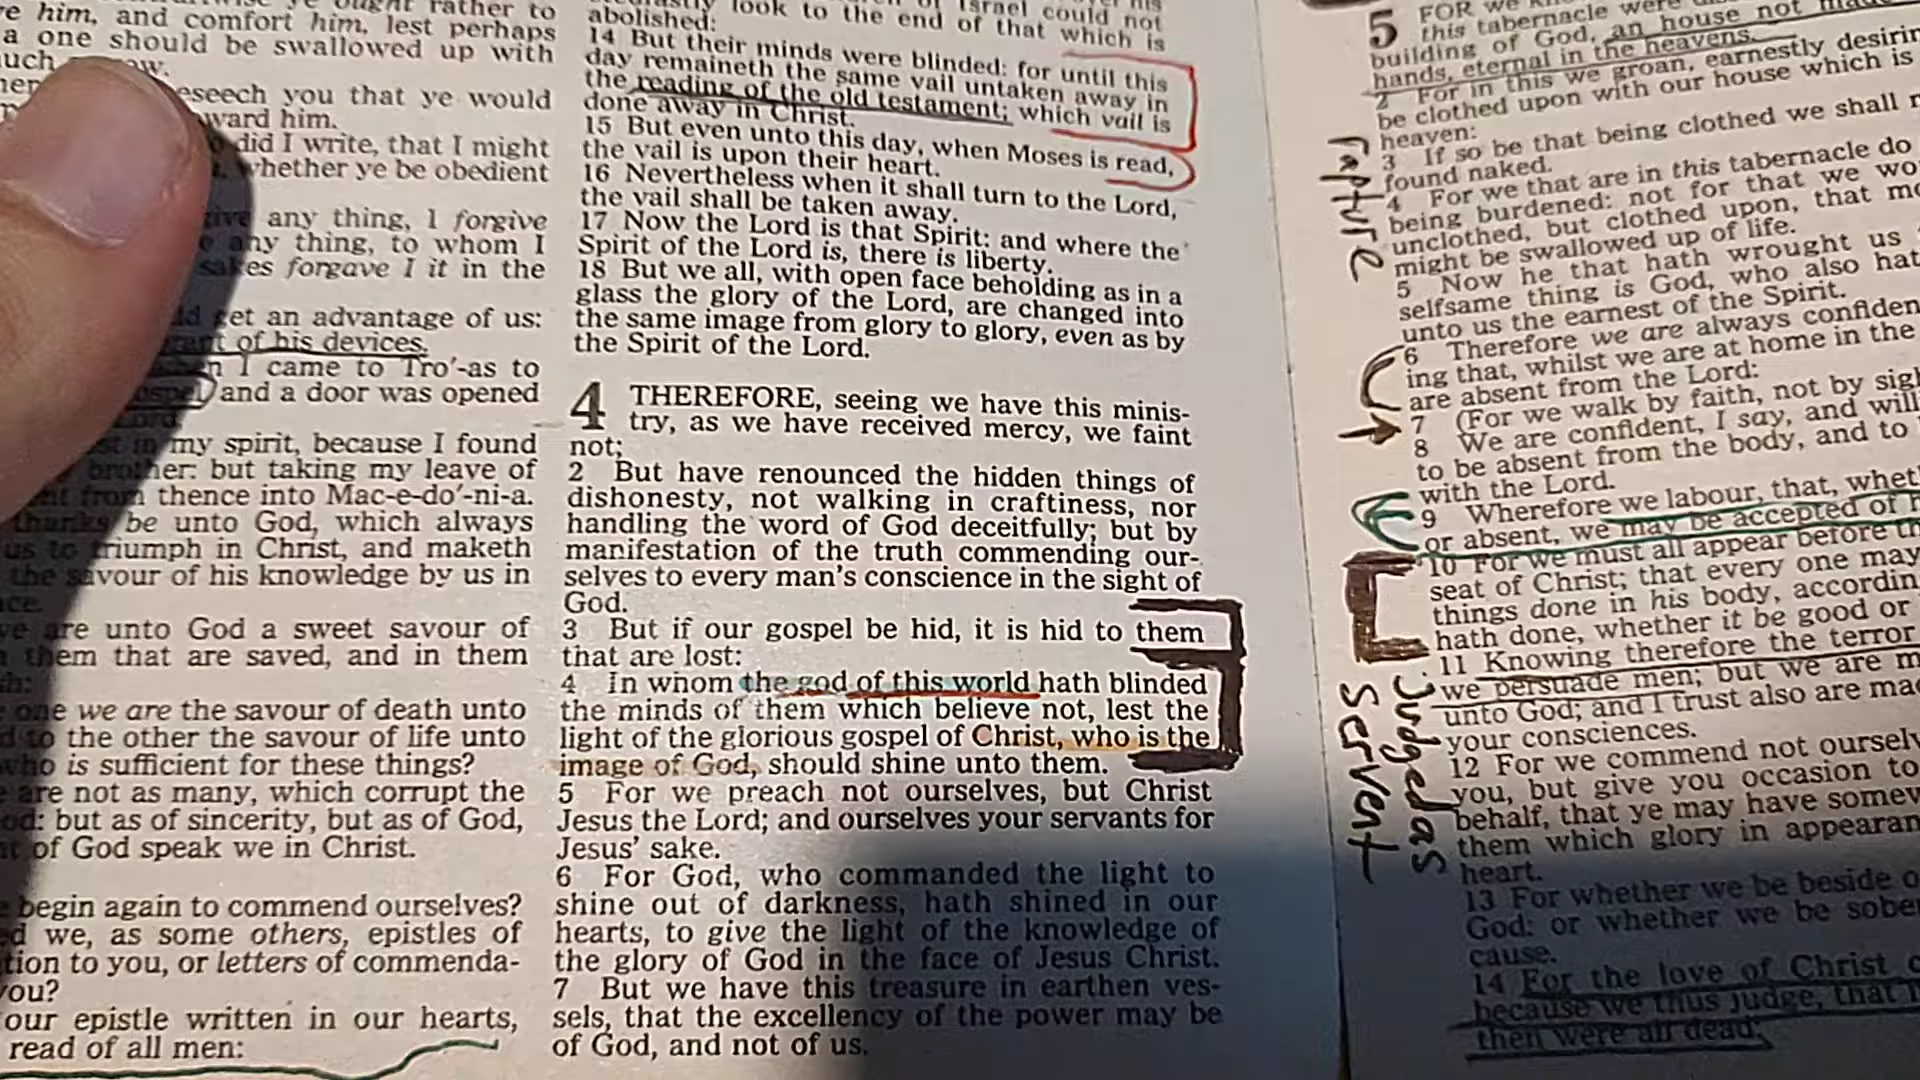 him, and comfort him, lest perhaps
a one should be swallowed up with
eseech you that ye would
ward him.
did I write, that I might
whether ye be obedient
any thing, I forgive
any thing, to whom I
sakes forgave I it in the
get an advantage of us:
of his devices.
I came to Tro'-as to
and a door was opened
my spirit, because I found
brother: but taking my leave of
from thence into Mac-e-do'-ni-a.
thanks be unto God, which always
us to triumph in Christ, and maketh
the savour of his knowledge by us in
are unto God a sweet savour of
them that are saved, and in them
one we are the savour of death unto
to the other the savour of life unto
who is sufficient for these things?
are not as many, which corrupt the
but as of sincerity, but as of God,
of God speak we in Christ.
begin again to commend ourselves?
we, as some others, epistles of
tion to you, or letters of commenda-
you?
our epistle written in our hearts,
read of all men:
look to the end of that which is
abolished:
14 But their minds were blinded: for until this
day remaineth the same vail untaken away in
the reading of the old testament; which vail is
done away in Christ.
15 But even unto this day, when Moses is read,
the vail is upon their heart.
16 Nevertheless when it shall turn to the Lord,
the vail shall be taken away.
17 Now the Lord is that Spirit: and where the
Spirit of the Lord is, there is liberty.
18 But we all, with open face beholding as in a
glass the glory of the Lord, are changed into
the same image from glory to glory, even as by
the Spirit of the Lord.
4 THEREFORE, seeing we have this minis-
try, as we have received mercy, we faint
not;
2 But have renounced the hidden things of
dishonesty, not walking in craftiness, nor
handling the word of God deceitfully; but by
manifestation of the truth commending our-
selves to every man's conscience in the sight of
God.
3 But if our gospel be hid, it is hid to them
that are lost:
4 In whom the god of this world hath blinded
the minds of them which believe not, lest the
light of the glorious gospel of Christ, who is the
image of God, should shine unto them.
5 For we preach not ourselves, but Christ
Jesus the Lord; and ourselves your servants for
Jesus' sake.
6 For God, who commanded the light to
shine out of darkness, hath shined in our
hearts, to give the light of the knowledge of
the glory of God in the face of Jesus Christ.
7 But we have this treasure in earthen ves-
sels, that the excellency of the power may be
of God, and not of us.
rapture
Judged as
Servent
5 FOR we
this tabernacle were
building of God, an house not
hands, eternal in the heavens.
2 For in this we groan, earnestly
be clothed upon with our house which is
heaven:
3 If so be that being clothed we shall
found naked.
4 For we that are in this tabernacle do
being burdened: not for that we
unclothed, but clothed upon, that
might be swallowed up of life.
5 Now he that hath wrought us
selfsame thing is God, who also
unto us the earnest of the Spirit.
6 Therefore we are always
ing that, whilst we are at home in the
are absent from the Lord:
7 (For we walk by faith, not by
8 We are confident, I say, and
to be absent from the body, and to
with the Lord.
9 Wherefore we labour, that,
or absent, we may be accepted of
10 For we must all appear before
seat of Christ; that every one may
things done in his body,
hath done, whether it be good or
11 Knowing therefore the terror
we persuade men; but we are
unto God; and I trust also are
your consciences.
12 For we commend not
you, but give you occasion to
behalf, that ye may have
them which glory in
heart.
13 For whether we be beside
God: or whether we be
cause.
14 For the love of Christ
because we thus judge, that
then were all dead: